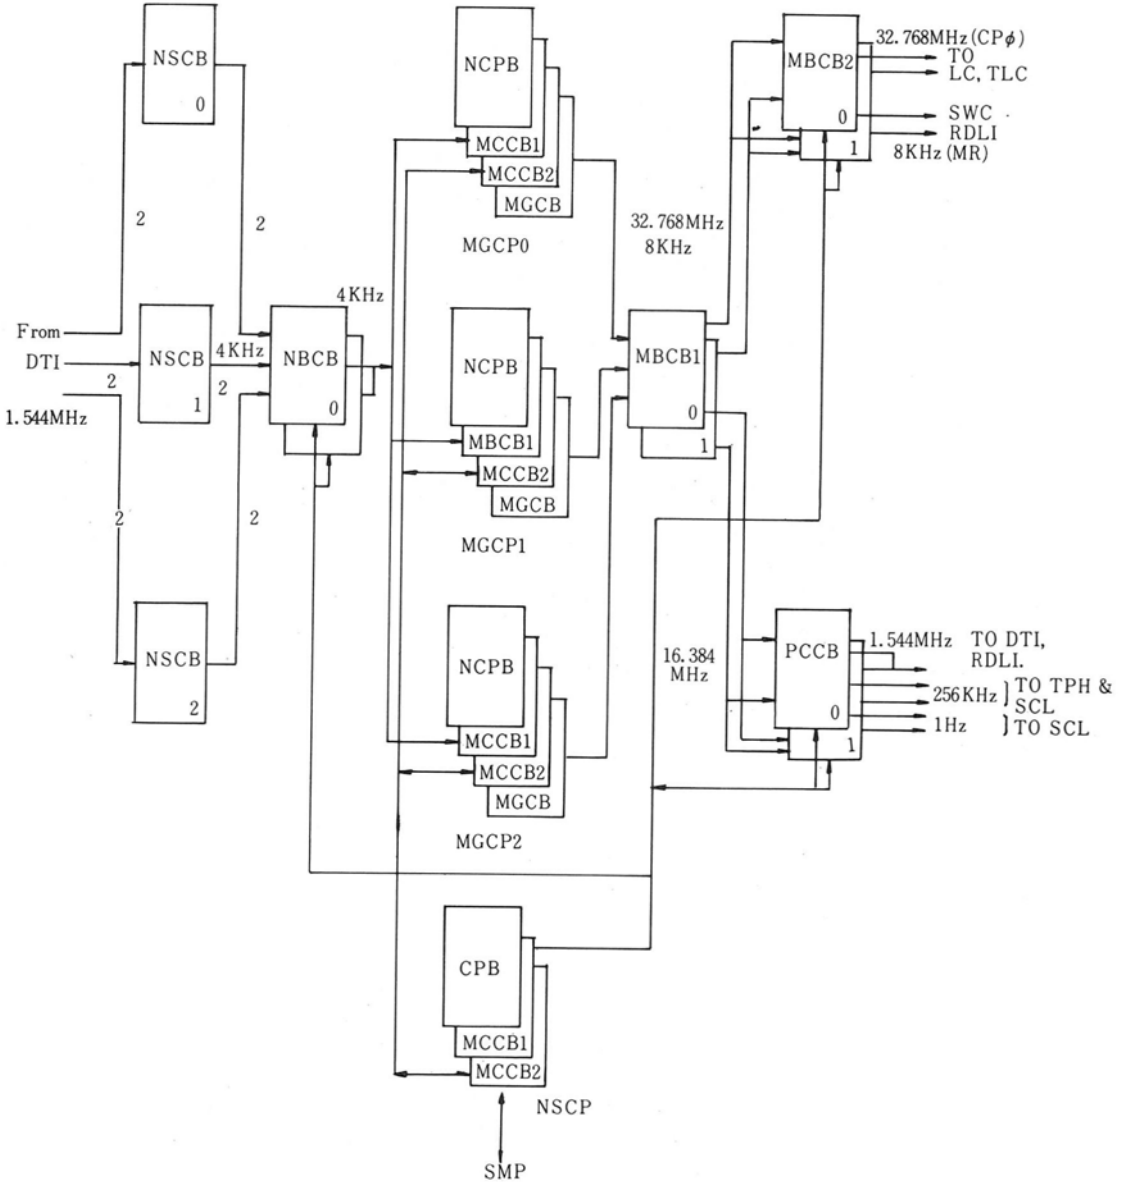 NSCB
0
2
2
From
DTI
1.544MHz
2
NSCB
1
4KHz
2
NBCB
0
4KHz
2
2
NSCB
2
NCPB
MCCB1
MCCB2
MGCB
MGCP0
NCPB
MBCB1
MCCB2
MGCB
MGCP1
NCPB
MCCB1
MCCB2
MGCB
MGCP2
CPB
MCCB1
MCCB2
NSCP
SMP
32.768MHz
8KHz
MBCB1
0
1
MBCB2
0
1
32.768MHz(CPϕ)
TO
LC, TLC
SWC
RDLI
8KHz(MR)
16.384
MHz
PCCB
0
1
1.544MHz TO DTI,
RDLI.
256KHz } TO TPH &
SCL
1Hz } TO SCL